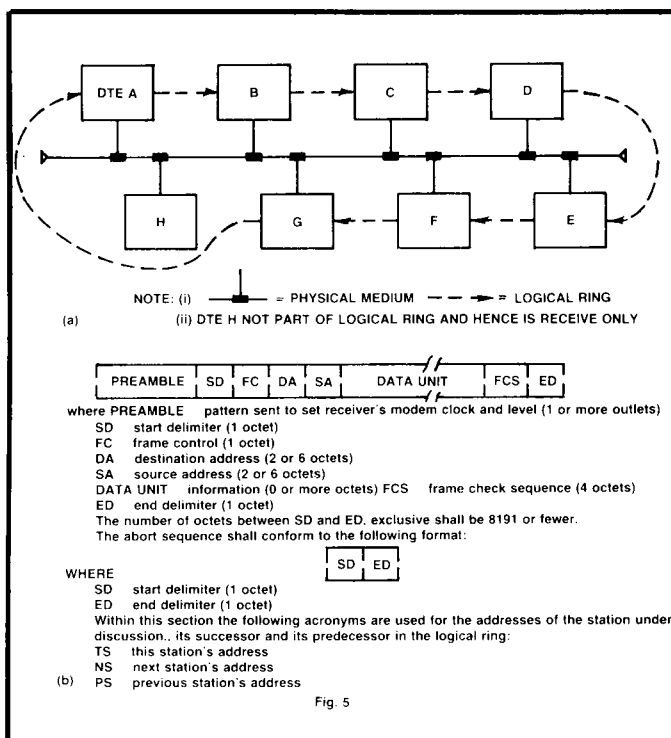 DTE A
B
C
D
H
G
F
E
NOTE: (i) = PHYSICAL MEDIUM = LOGICAL RING
(a) (ii) DTE H NOT PART OF LOGICAL RING AND HENCE IS RECEIVE ONLY
PREAMBLE SD FC DA SA DATA UNIT FCS ED
where PREAMBLE pattern sent to set receiver's modem clock and level (1 or more outlets)
SD start delimiter (1 octet)
FC frame control (1 octet)
DA destination address (2 or 6 octets)
SA source address (2 or 6 octets)
DATA UNIT information (0 or more octets) FCS frame check sequence (4 octets)
ED end delimiter (1 octet)
The number of octets between SD and ED, exclusive shall be 8191 or fewer.
The abort sequence shall conform to the following format:
SD ED
WHERE
SD start delimiter (1 octet)
ED end delimiter (1 octet)
Within this section the following acronyms are used for the addresses of the station under
discussion., its successor and its predecessor in the logical ring:
TS this station's address
NS next station's address
(b) PS previous station's address
Fig. 5